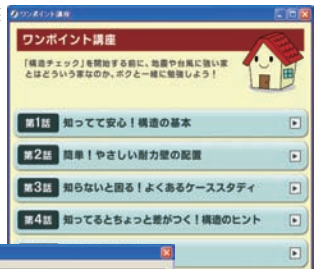 ワンポイント講座
ワンポイント講座
「構造チェック」を開始する前に、地震や台風に強い家
とはどういう家なのか、ボクと一緒に勉強しよう！
第1話 知ってて安心！構造の基本
第2話 簡単！やさしい耐力壁の配置
第3話 知らないと困る！よくあるケーススタディ
第4話 知ってるとちょっと差がつく！構造のヒント